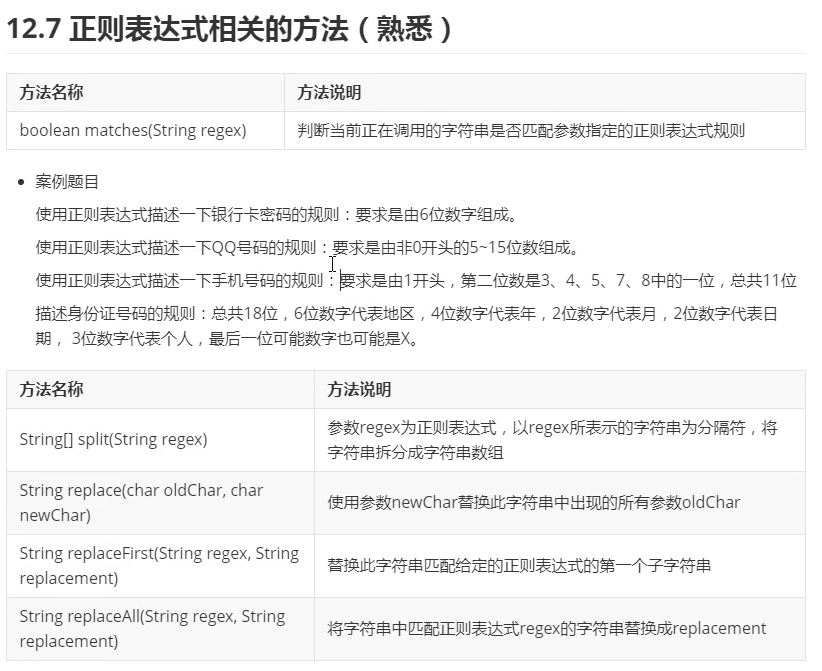 12.7 正则表达式相关的方法（熟悉）
方法名称 方法说明
boolean matches(String regex) 判断当前正在调用的字符串是否匹配参数指定的正则表达式规则
案例题目
使用正则表达式描述一下银行卡密码的规则：要求是由6位数字组成。
使用正则表达式描述一下QQ号码的规则：要求是由非0开头的5~15位数组成。
使用正则表达式描述一下手机号码的规则：要求是由1开头，第二位数是3、4、5、7、8中的一位，总共11位
描述身份证号码的规则：总共18位，6位数字代表地区，4位数字代表年，2位数字代表月，2位数字代表日
期， 3位数字代表个人，最后一位可能数字也可能是X。
方法名称 方法说明
String[] split(String regex) 参数regex为正则表达式，以regex所表示的字符串为分隔符，将
字符串拆分成字符串数组
String replace(char oldChar, char
newChar) 使用参数newChar替换此字符串中出现的所有参数oldChar
String replaceFirst(String regex, String
replacement) 替换此字符串匹配给定的正则表达式的第一个子字符串
String replaceAll(String regex, String
replacement) 将字符串中匹配正则表达式regex的字符串替换成replacement